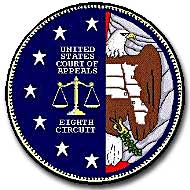 UNITED
STATES
COURT OF
APPEALS
EIGHTH
CIRCUIT